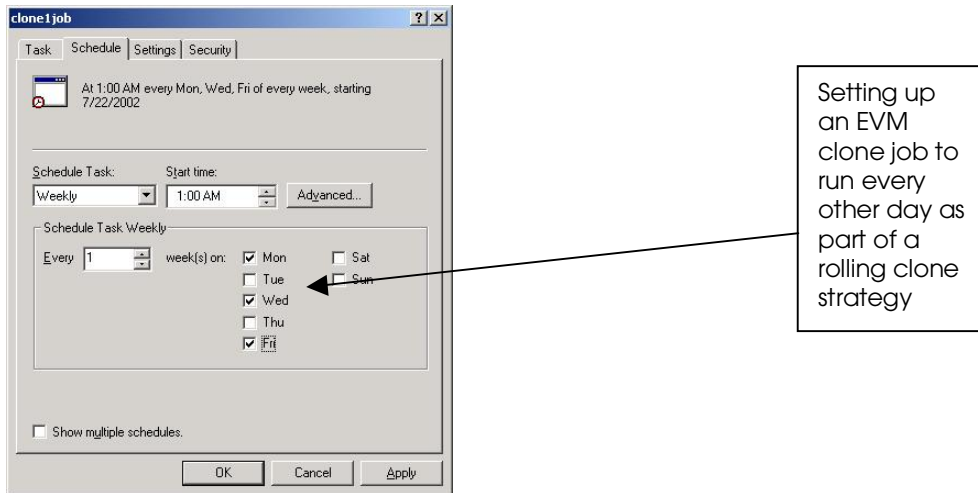 clone1job
Task Schedule Settings Security
At 1:00 AM every Mon, Wed, Fri of every week, starting
7/22/2002
Schedule Task: Start time:
Weekly 1:00 AM Advanced...
Schedule Task Weekly
Every 1 week(s) on: Mon Sat
Tue Sun
Wed
Thu
Fri
Show multiple schedules.
OK Cancel Apply
Setting up
an EVM
clone job to
run every
other day as
part of a
rolling clone
strategy